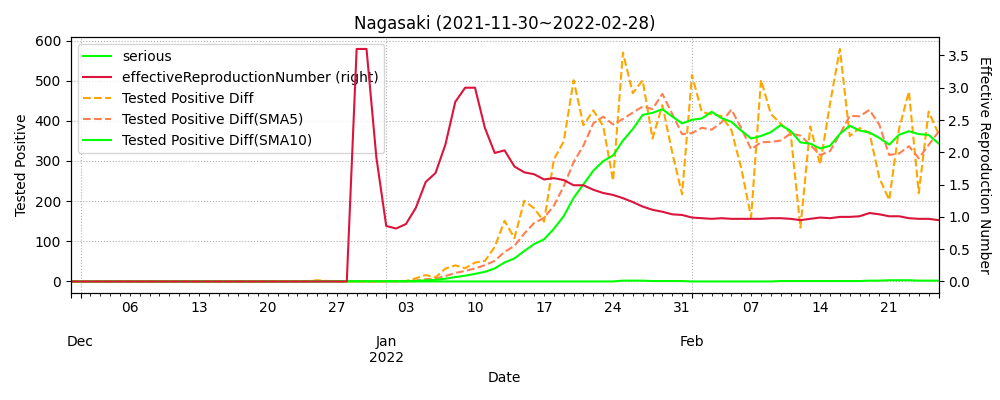 Nagasaki (2021-11-30~2022-02-28)
serious
effectiveReproductionNumber (right)
Tested Positive Diff
Tested Positive Diff(SMA5)
Tested Positive Diff(SMA10)
Tested Positive
600
500
400
300
200
100
0
Effective Reproduction Number
3.5
3.0
2.5
2.0
1.5
1.0
0.5
0.0
06 13 20 27 03 10 17 24 31 07 14 21
Dec Jan Feb
2022
Date